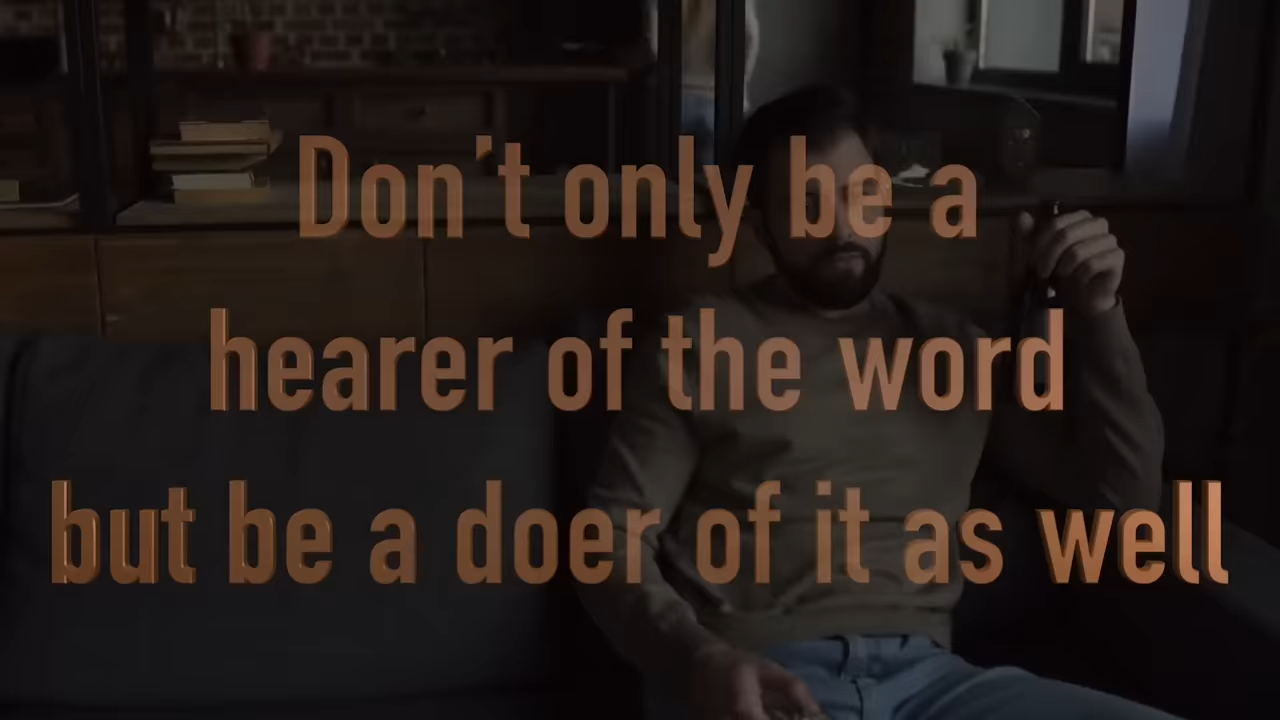 Don't only be a
hearer of the word
but be a doer of it as well